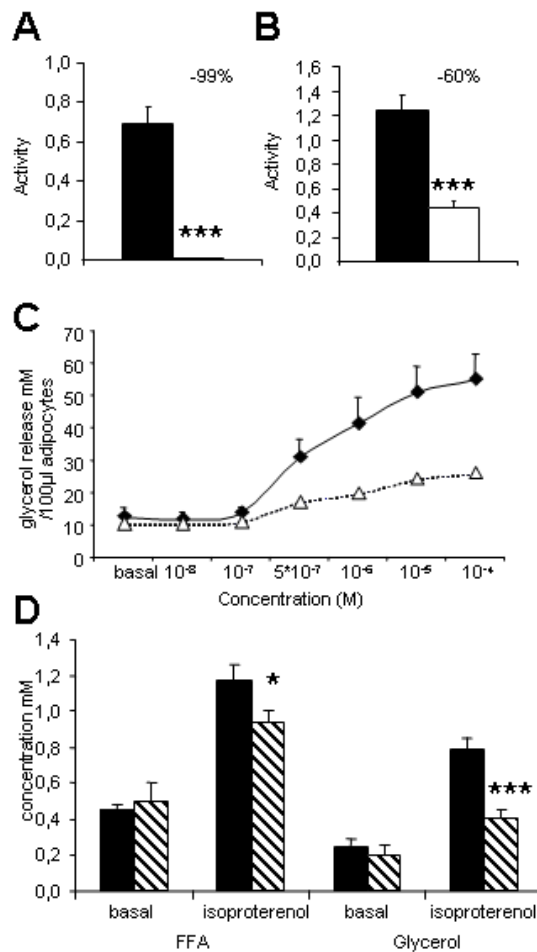 A
B
-99%
-60%
Activity
1,0
0,8
0,6
0,4
0,2
0,0
***
Activity
1,6
1,4
1,2
1,0
0,8
0,6
0,4
0,2
0,0
***
C
glycerol release mM
/100µl adipocytes
70
60
50
40
30
20
10
0
basal 10⁻⁸ 10⁻⁷ 5*10⁻⁷ 10⁻⁶ 10⁻⁵ 10⁻⁴
Concentration (M)
D
concentration mM
1,4
1,2
1,0
0,8
0,6
0,4
0,2
0,0
*
***
basal isoproterenol basal isoproterenol
FFA Glycerol